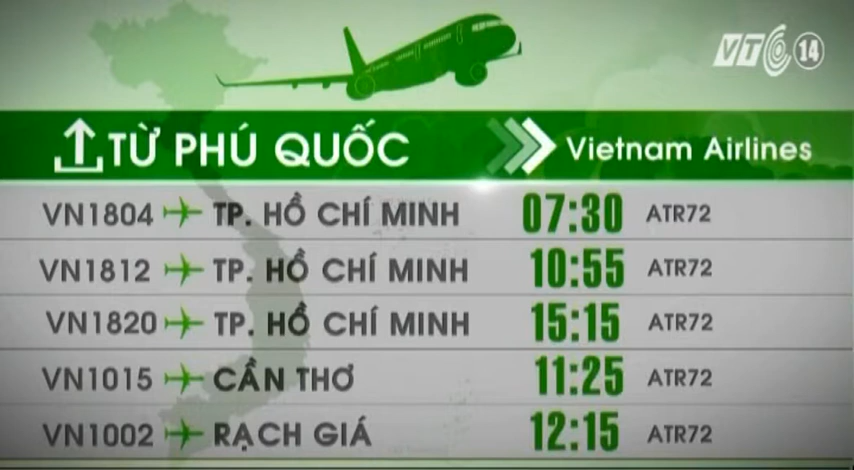 VTC 14
TỪ PHÚ QUỐC Vietnam Airlines
VN1804 TP. HỒ CHÍ MINH 07:30 ATR72
VN1812 TP. HỒ CHÍ MINH 10:55 ATR72
VN1820 TP. HỒ CHÍ MINH 15:15 ATR72
VN1015 CẦN THƠ 11:25 ATR72
VN1002 RẠCH GIÁ 12:15 ATR72